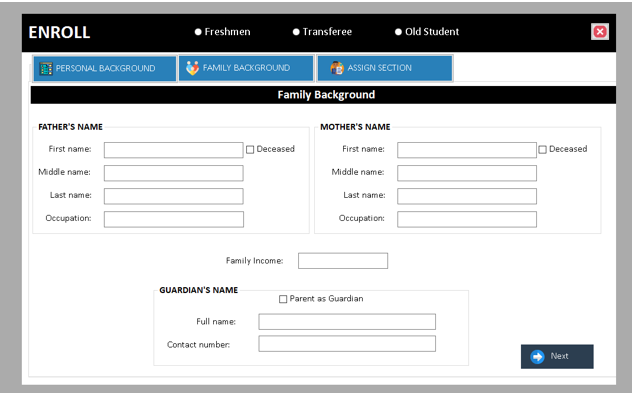 ENROLL Freshmen Transferee Old Student
PERSONAL BACKGROUND FAMILY BACKGROUND ASSIGN SECTION
Family Background
FATHER'S NAME
First name: Deceased
Middle name:
Last name:
Occupation:
MOTHER'S NAME
First name: Deceased
Middle name:
Last name:
Occupation:
Family Income:
GUARDIAN'S NAME
Parent as Guardian
Full name:
Contact number:
Next